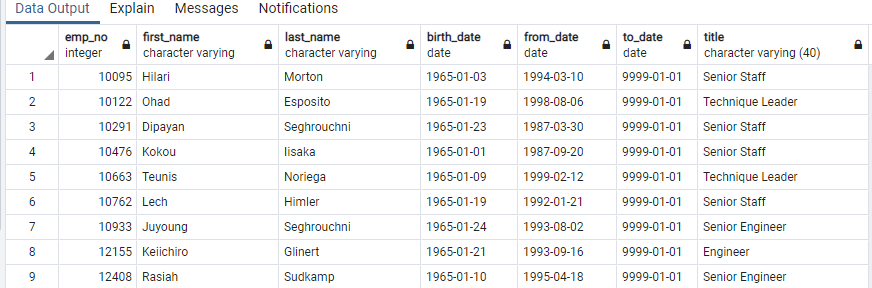 Data Output Explain Messages Notifications
emp_no first_name last_name birth_date from_date to_date title
integer character varying character varying date date date character varying (40)
1 10095 Hilari Morton 1965-01-03 1994-03-10 9999-01-01 Senior Staff
2 10122 Ohad Esposito 1965-01-19 1998-08-06 9999-01-01 Technique Leader
3 10291 Dipayan Seghrouchni 1965-01-23 1987-03-30 9999-01-01 Senior Staff
4 10476 Kokou Iisaka 1965-01-01 1987-09-20 9999-01-01 Senior Staff
5 10663 Teunis Noriega 1965-01-09 1999-02-12 9999-01-01 Technique Leader
6 10762 Lech Himler 1965-01-19 1992-01-21 9999-01-01 Senior Staff
7 10933 Juyoung Seghrouchni 1965-01-24 1993-08-02 9999-01-01 Senior Engineer
8 12155 Keiichiro Glinert 1965-01-21 1993-09-16 9999-01-01 Engineer
9 12408 Rasiah Sudkamp 1965-01-10 1995-04-18 9999-01-01 Senior Engineer